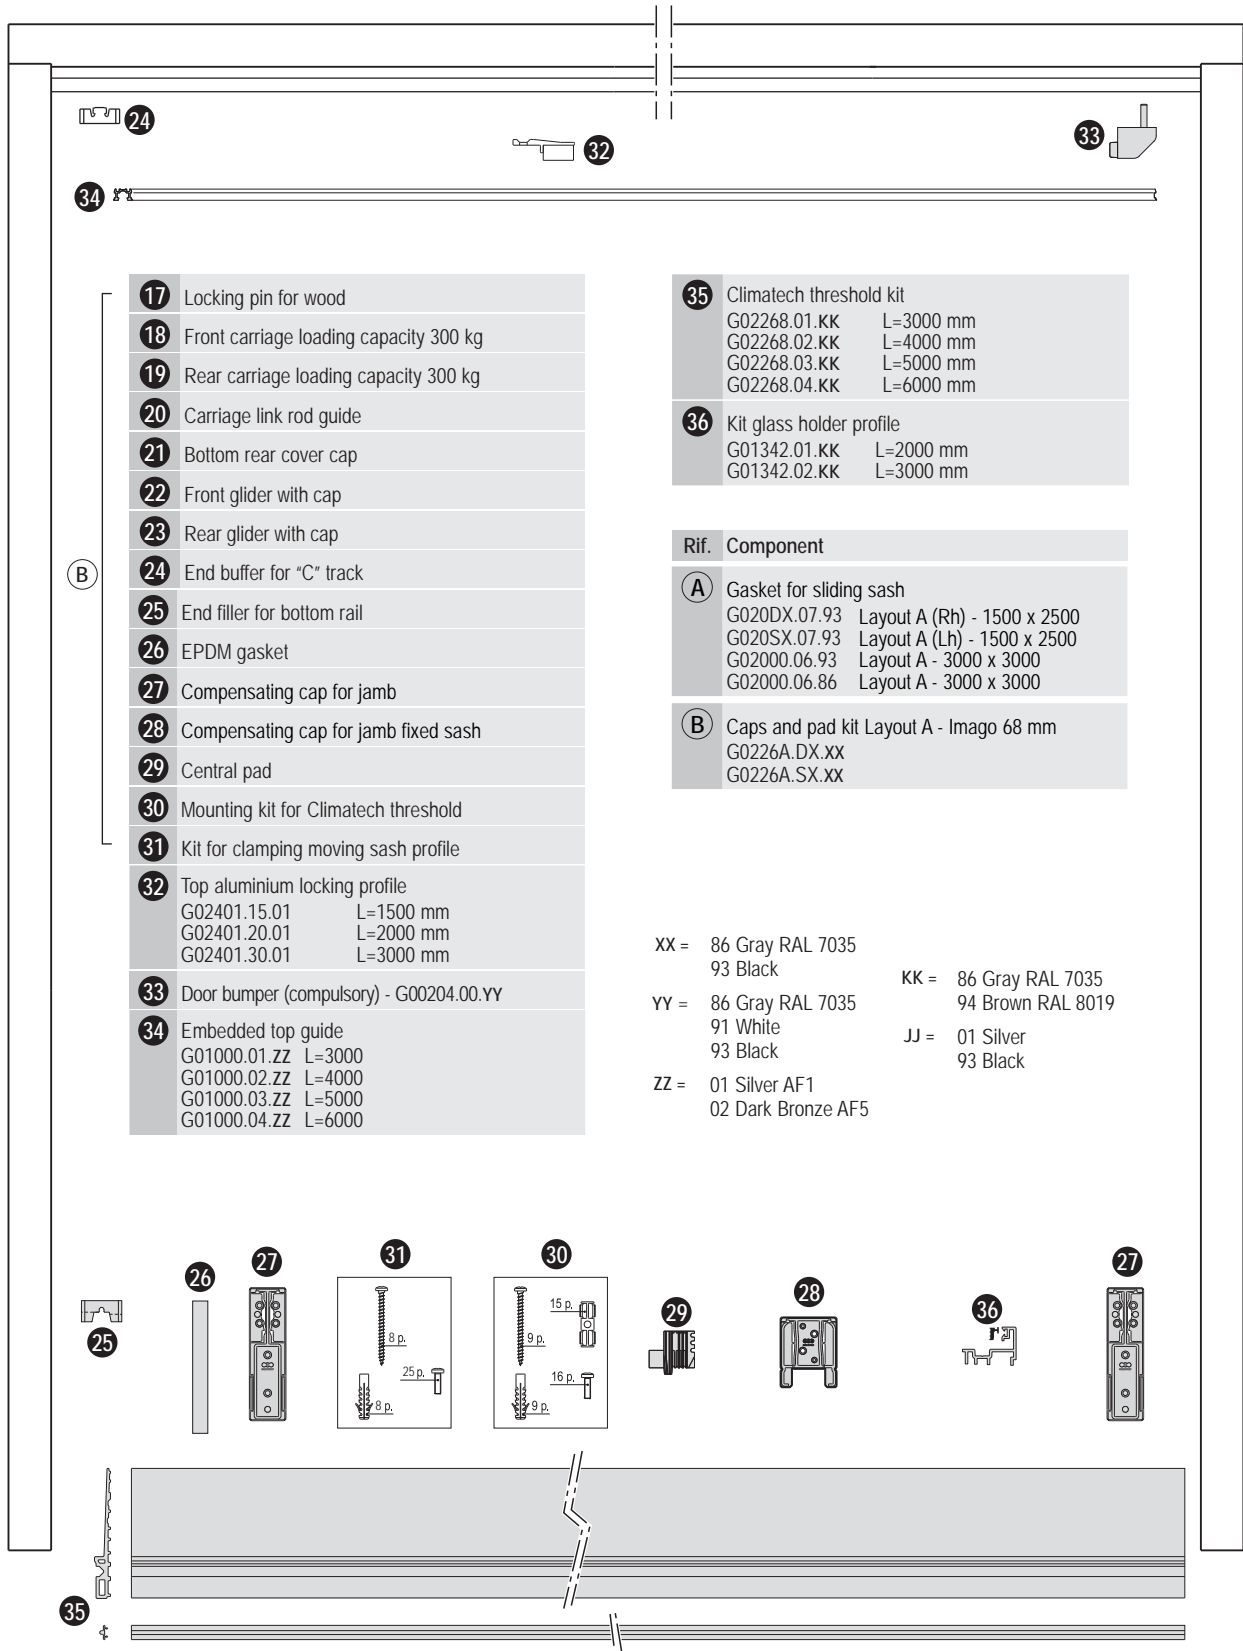 24
32
33
34
B
17 Locking pin for wood
18 Front carriage loading capacity 300 kg
19 Rear carriage loading capacity 300 kg
20 Carriage link rod guide
21 Bottom rear cover cap
22 Front glider with cap
23 Rear glider with cap
24 End buffer for “C” track
25 End filler for bottom rail
26 EPDM gasket
27 Compensating cap for jamb
28 Compensating cap for jamb fixed sash
29 Central pad
30 Mounting kit for Climatech threshold
31 Kit for clamping moving sash profile
32 Top aluminium locking profile
G02401.15.01 L=1500 mm
G02401.20.01 L=2000 mm
G02401.30.01 L=3000 mm
33 Door bumper (compulsory) - G00204.00.YY
34 Embedded top guide
G01000.01.ZZ L=3000
G01000.02.ZZ L=4000
G01000.03.ZZ L=5000
G01000.04.ZZ L=6000
35 Climatech threshold kit
G02268.01.KK L=3000 mm
G02268.02.KK L=4000 mm
G02268.03.KK L=5000 mm
G02268.04.KK L=6000 mm
36 Kit glass holder profile
G01342.01.KK L=2000 mm
G01342.02.KK L=3000 mm
Rif. Component
A Gasket for sliding sash
G020DX.07.93 Layout A (Rh) - 1500 x 2500
G020SX.07.93 Layout A (Lh) - 1500 x 2500
G02000.06.93 Layout A - 3000 x 3000
G02000.06.86 Layout A - 3000 x 3000
B Caps and pad kit Layout A - Imago 68 mm
G0226A.DX.XX
G0226A.SX.XX
XX = 86 Gray RAL 7035
93 Black
YY = 86 Gray RAL 7035
91 White
93 Black
ZZ = 01 Silver AF1
02 Dark Bronze AF5
KK = 86 Gray RAL 7035
94 Brown RAL 8019
JJ = 01 Silver
93 Black
25
26
27
31
8 p.
25 p.
8 p.
30
15 p.
9 p.
16 p.
9 p.
29
28
36
27
35